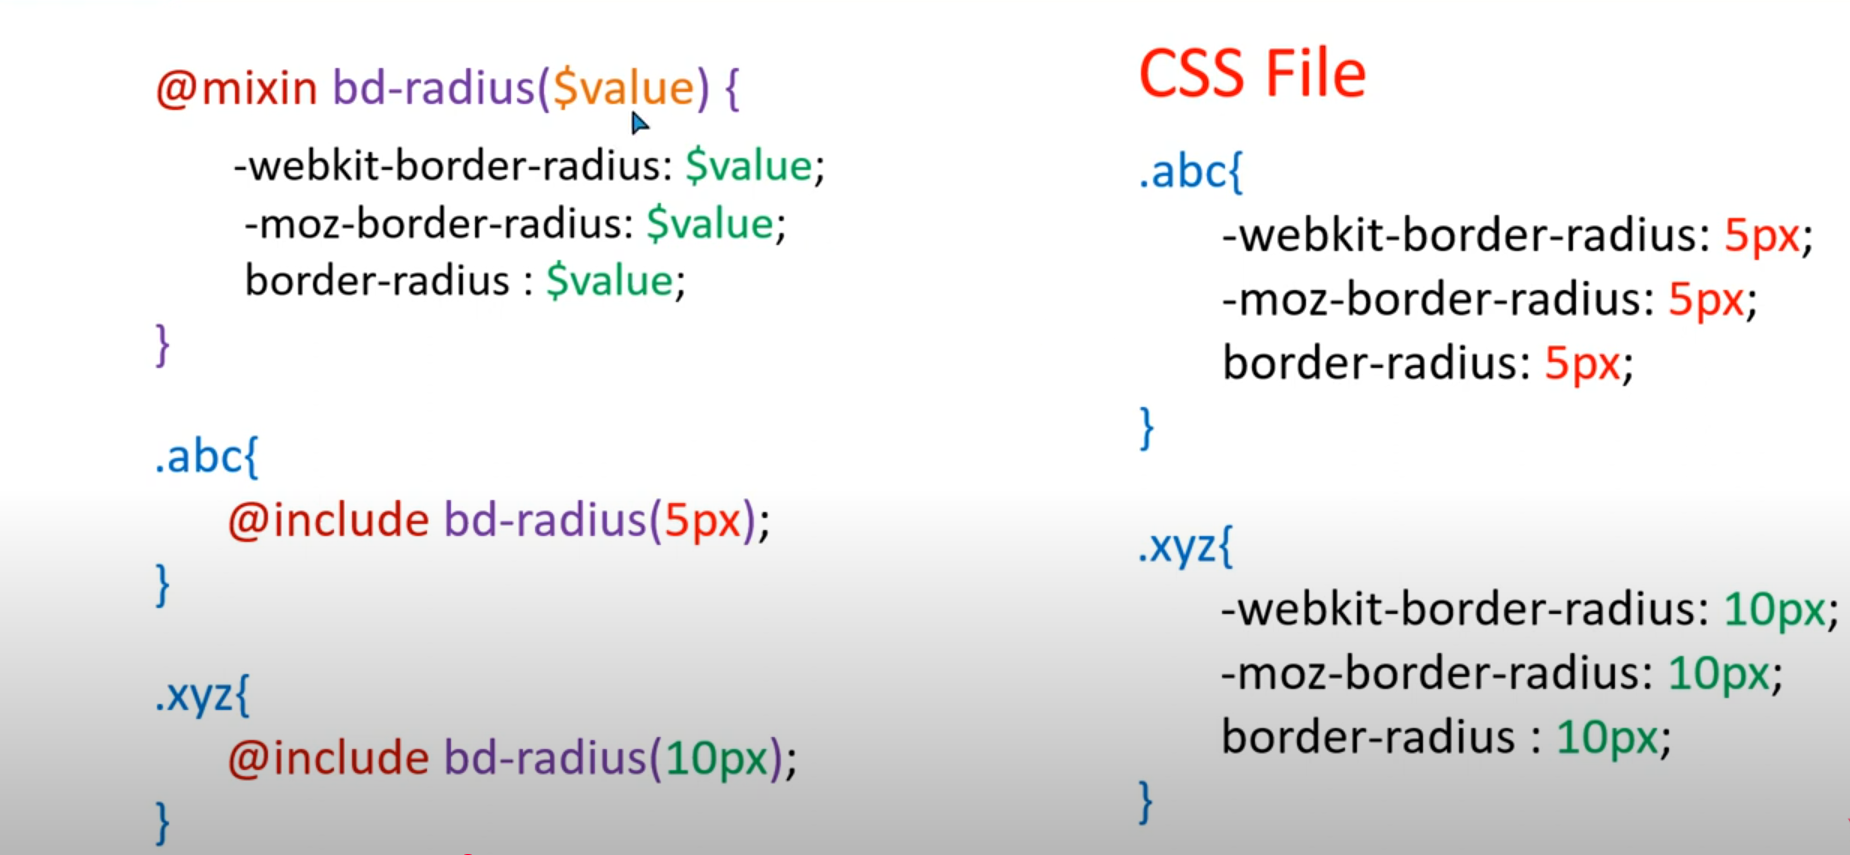 @mixin bd-radius($value) {
-webkit-border-radius: $value;
-moz-border-radius: $value;
border-radius : $value;
}
.abc{
@include bd-radius(5px);
}
.xyz{
@include bd-radius(10px);
}
CSS File
.abc{
-webkit-border-radius: 5px;
-moz-border-radius: 5px;
border-radius: 5px;
}
.xyz{
-webkit-border-radius: 10px;
-moz-border-radius: 10px;
border-radius : 10px;
}